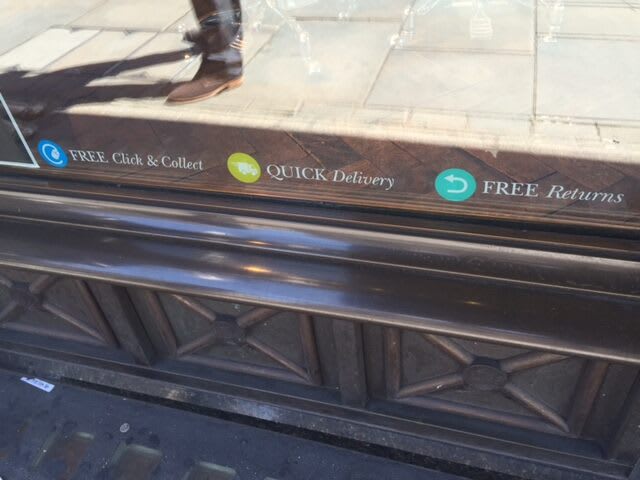 FREE Click & Collect
QUICK Delivery
FREE Returns